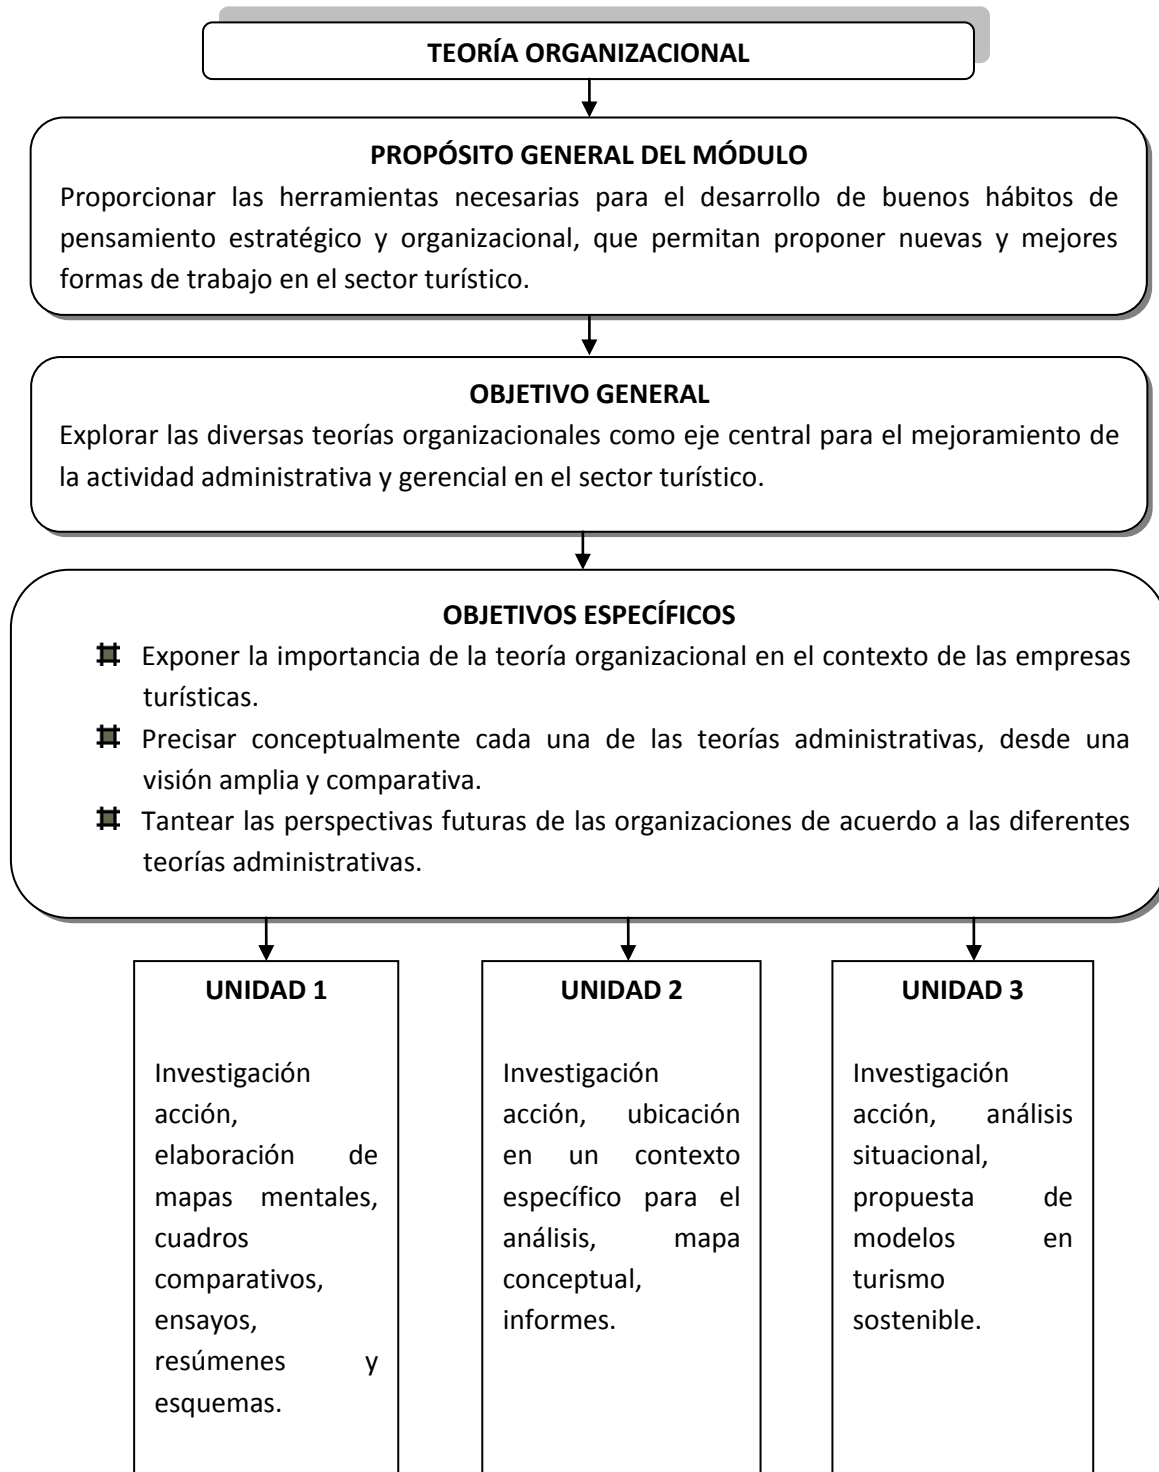 TEORÍA ORGANIZACIONAL
PROPÓSITO GENERAL DEL MÓDULO
Proporcionar las herramientas necesarias para el desarrollo de buenos hábitos de
pensamiento estratégico y organizacional, que permitan proponer nuevas y mejores
formas de trabajo en el sector turístico.
OBJETIVO GENERAL
Explorar las diversas teorías organizacionales como eje central para el mejoramiento de
la actividad administrativa y gerencial en el sector turístico.
OBJETIVOS ESPECÍFICOS
Exponer la importancia de la teoría organizacional en el contexto de las empresas
turísticas.
Precisar conceptualmente cada una de las teorías administrativas, desde una
visión amplia y comparativa.
Tantear las perspectivas futuras de las organizaciones de acuerdo a las diferentes
teorías administrativas.
UNIDAD 1
Investigación
acción,
elaboración de
mapas mentales,
cuadros
comparativos,
ensayos,
resúmenes y
esquemas.
UNIDAD 2
Investigación
acción, ubicación
en un contexto
específico para el
análisis, mapa
conceptual,
informes.
UNIDAD 3
Investigación
acción, análisis
situacional,
propuesta de
modelos en
turismo
sostenible.